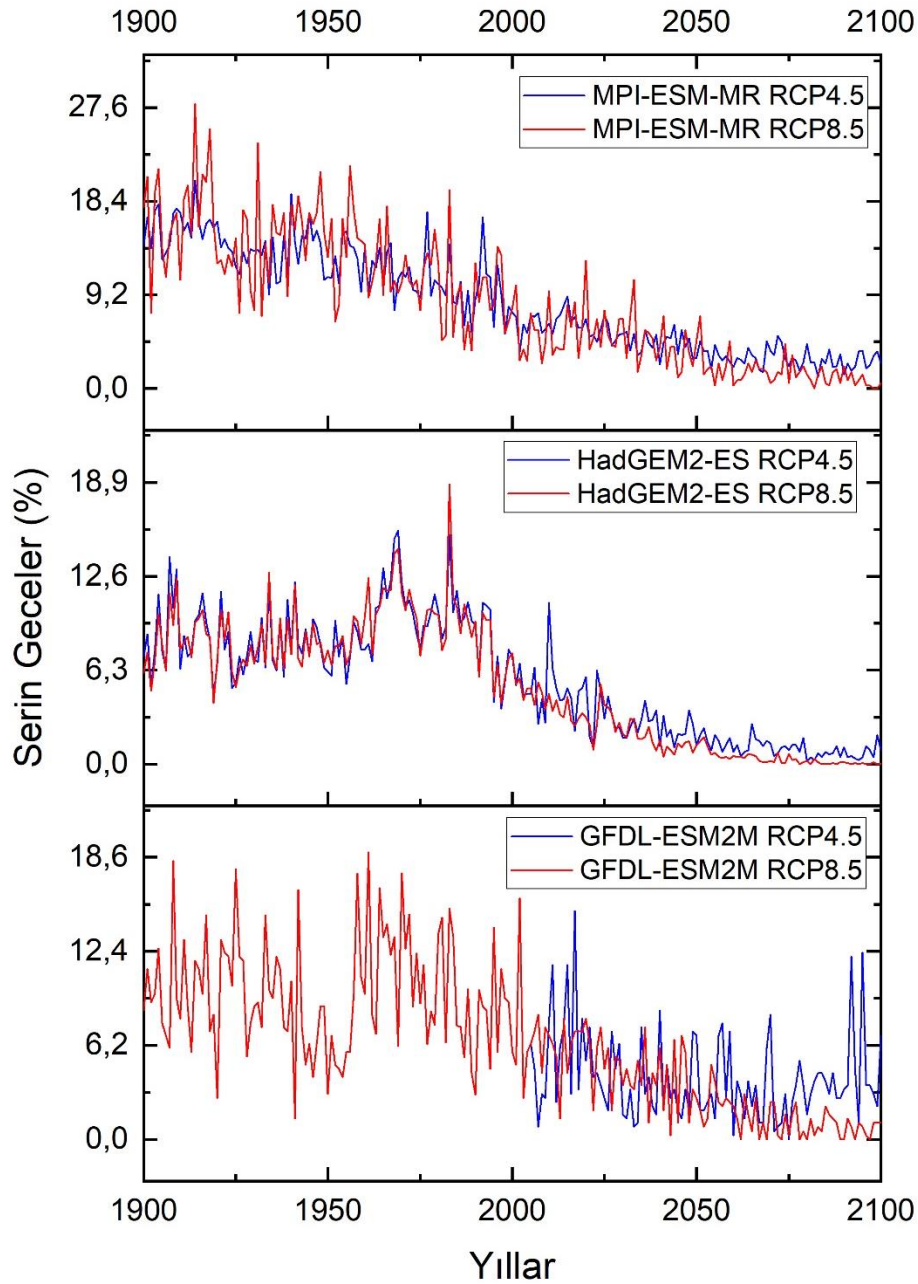 1900 1950 2000 2050 2100
27,6
18,4
9,2
0,0
MPI-ESM-MR RCP4.5
MPI-ESM-MR RCP8.5
18,9
12,6
6,3
0,0
HadGEM2-ES RCP4.5
HadGEM2-ES RCP8.5
Serin Geceler (%)
18,6
12,4
6,2
0,0
GFDL-ESM2M RCP4.5
GFDL-ESM2M RCP8.5
1900 1950 2000 2050 2100
Yıllar